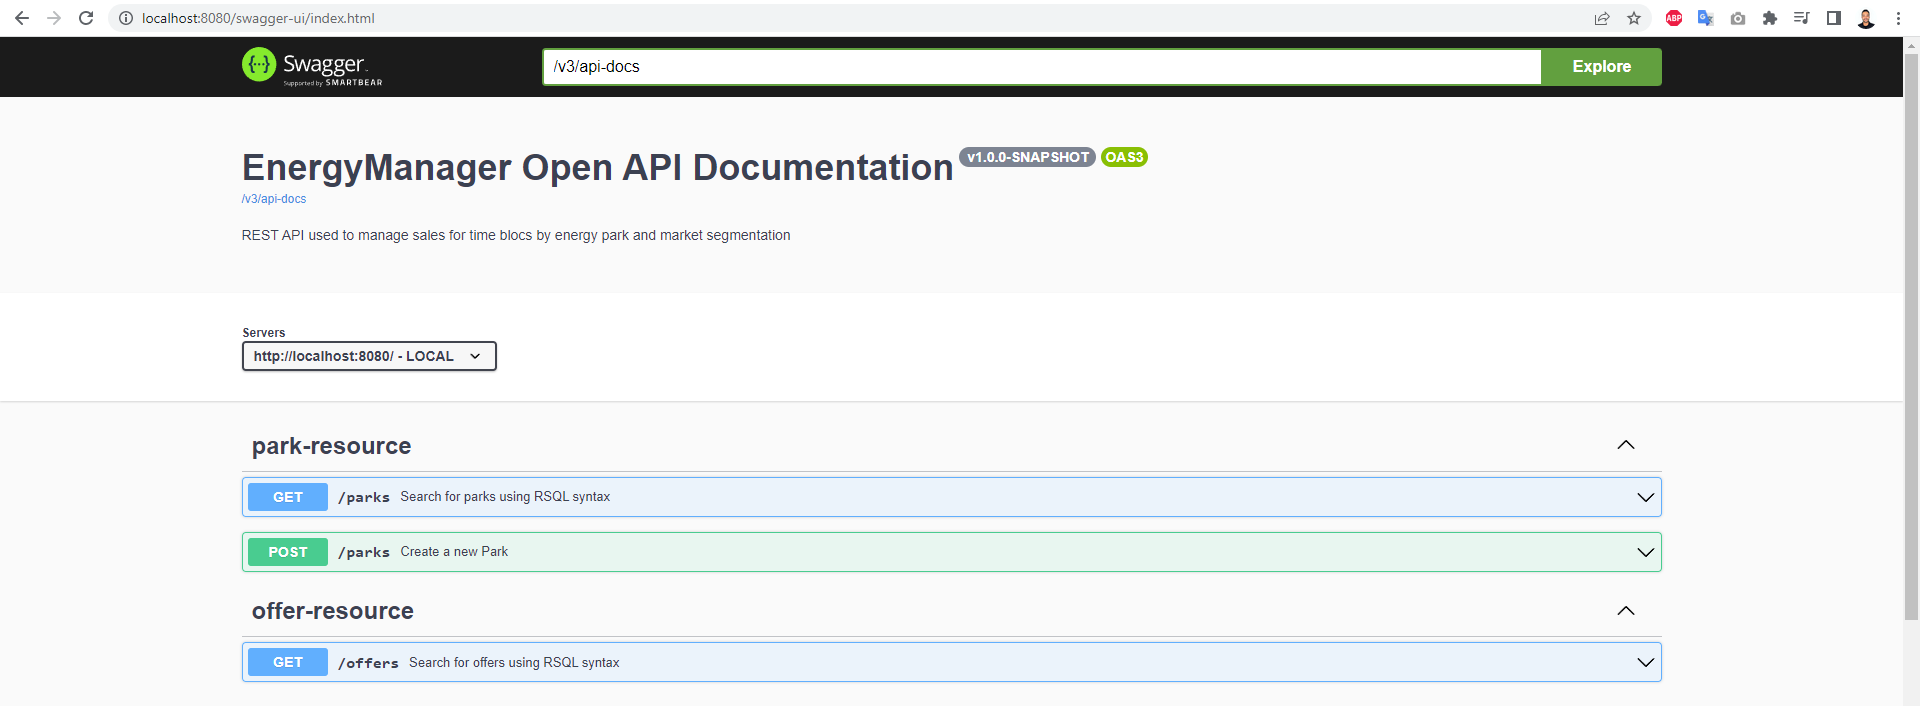 localhost:8080/swagger-ui/index.html
ABP
G
Swagger.
Supported by SMARTBEAR
/v3/api-docs
Explore
EnergyManager Open API Documentation v1.0.0-SNAPSHOT OAS3
/v3/api-docs
REST API used to manage sales for time blocs by energy park and market segmentation
Servers
http://localhost:8080/ - LOCAL
park-resource
GET /parks Search for parks using RSQL syntax
POST /parks Create a new Park
offer-resource
GET /offers Search for offers using RSQL syntax